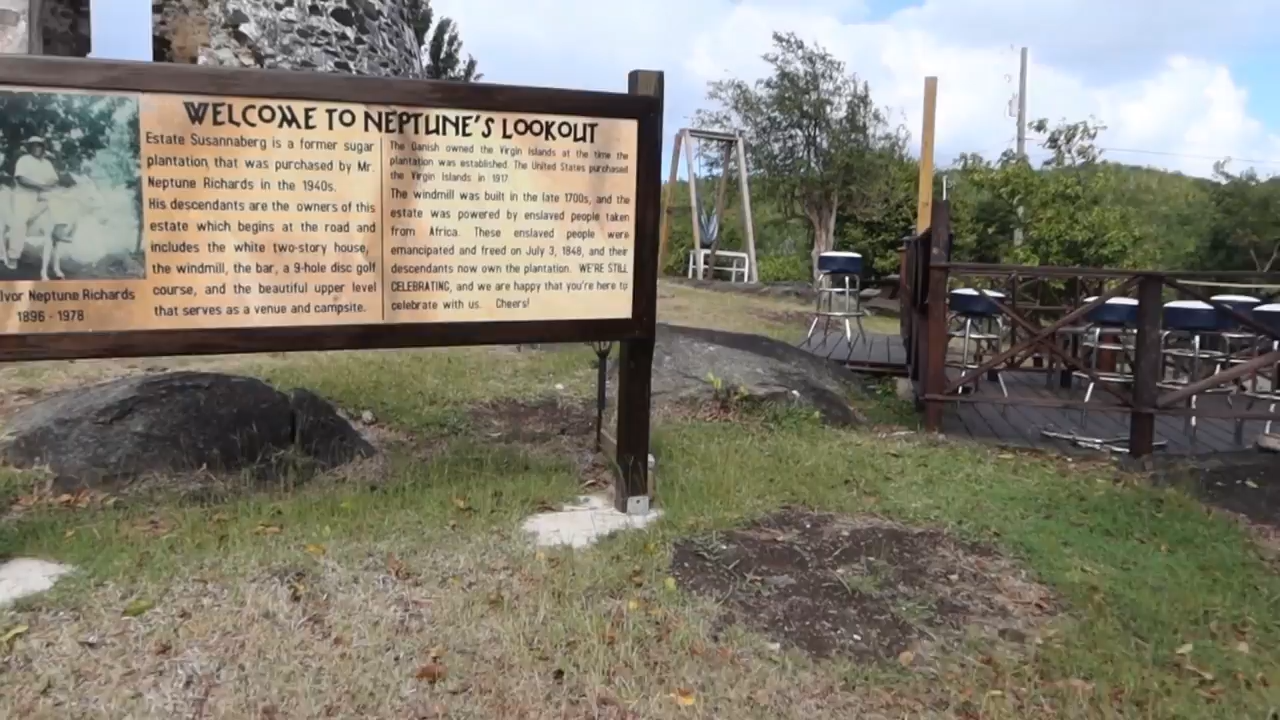 WELCOME TO NEPTUNE'S LOOKOUT
Estate Susannaberg is a former sugar
plantation that was purchased by Mr.
Neptune Richards in the 1940s.
His descendants are the owners of this
estate which begins at the road and
includes the white two-story house,
the windmill, the bar, a 9-hole disc golf
course, and the beautiful upper level
that serves as a venue and campsite.
The Danish owned the Virgin Islands at the time the
plantation was established. The United States purchased
the Virgin Islands in 1917.
The windmill was built in the late 1700s, and the
estate was powered by enslaved people taken
from Africa. These enslaved people were
emancipated and freed on July 3, 1848, and their
descendants now own the plantation. WE'RE STILL
CELEBRATING, and we are happy that you're here to
celebrate with us. Cheers!
Neptune Richards
1896 - 1978